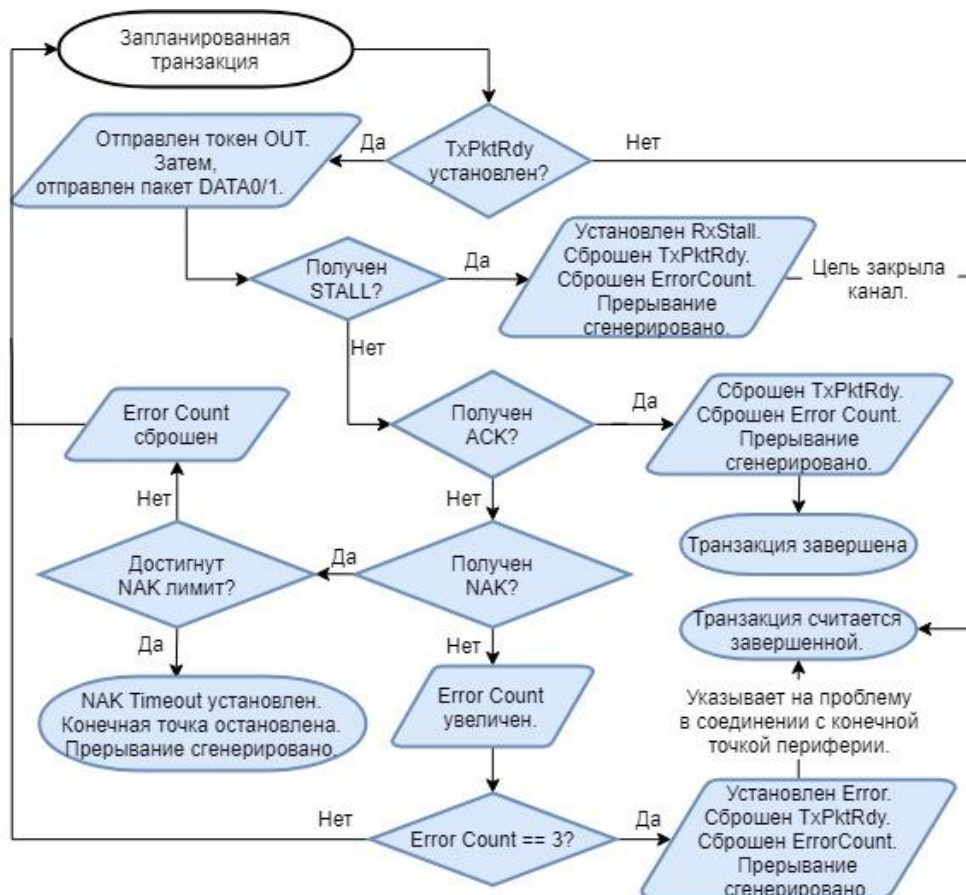 Запланированная
транзакция
TxPktRdy
установлен?
Да
Нет
Отправлен токен OUT.
Затем,
отправлен пакет DATA0/1.
Получен
STALL?
Да
Установлен RxStall.
Сброшен TxPktRdy.
Сброшен ErrorCount.
Прерывание
сгенерировано.
Цель закрыла
канал.
Нет
Получен
ACK?
Да
Сброшен TxPktRdy.
Сброшен Error Count.
Прерывание
сгенерировано.
Транзакция завершена
Нет
Получен
NAK?
Да
Достигнут
NAK лимит?
Нет
Error Count
сброшен
Да
NAK Timeout установлен.
Конечная точка остановлена.
Прерывание сгенерировано.
Нет
Error Count
увеличен.
Error Count == 3?
Нет
Да
Установлен Error.
Сброшен TxPktRdy.
Сброшен ErrorCount.
Прерывание
сгенерировано.
Указывает на проблему
в соединении с конечной
точкой периферии.
Транзакция считается
завершенной.